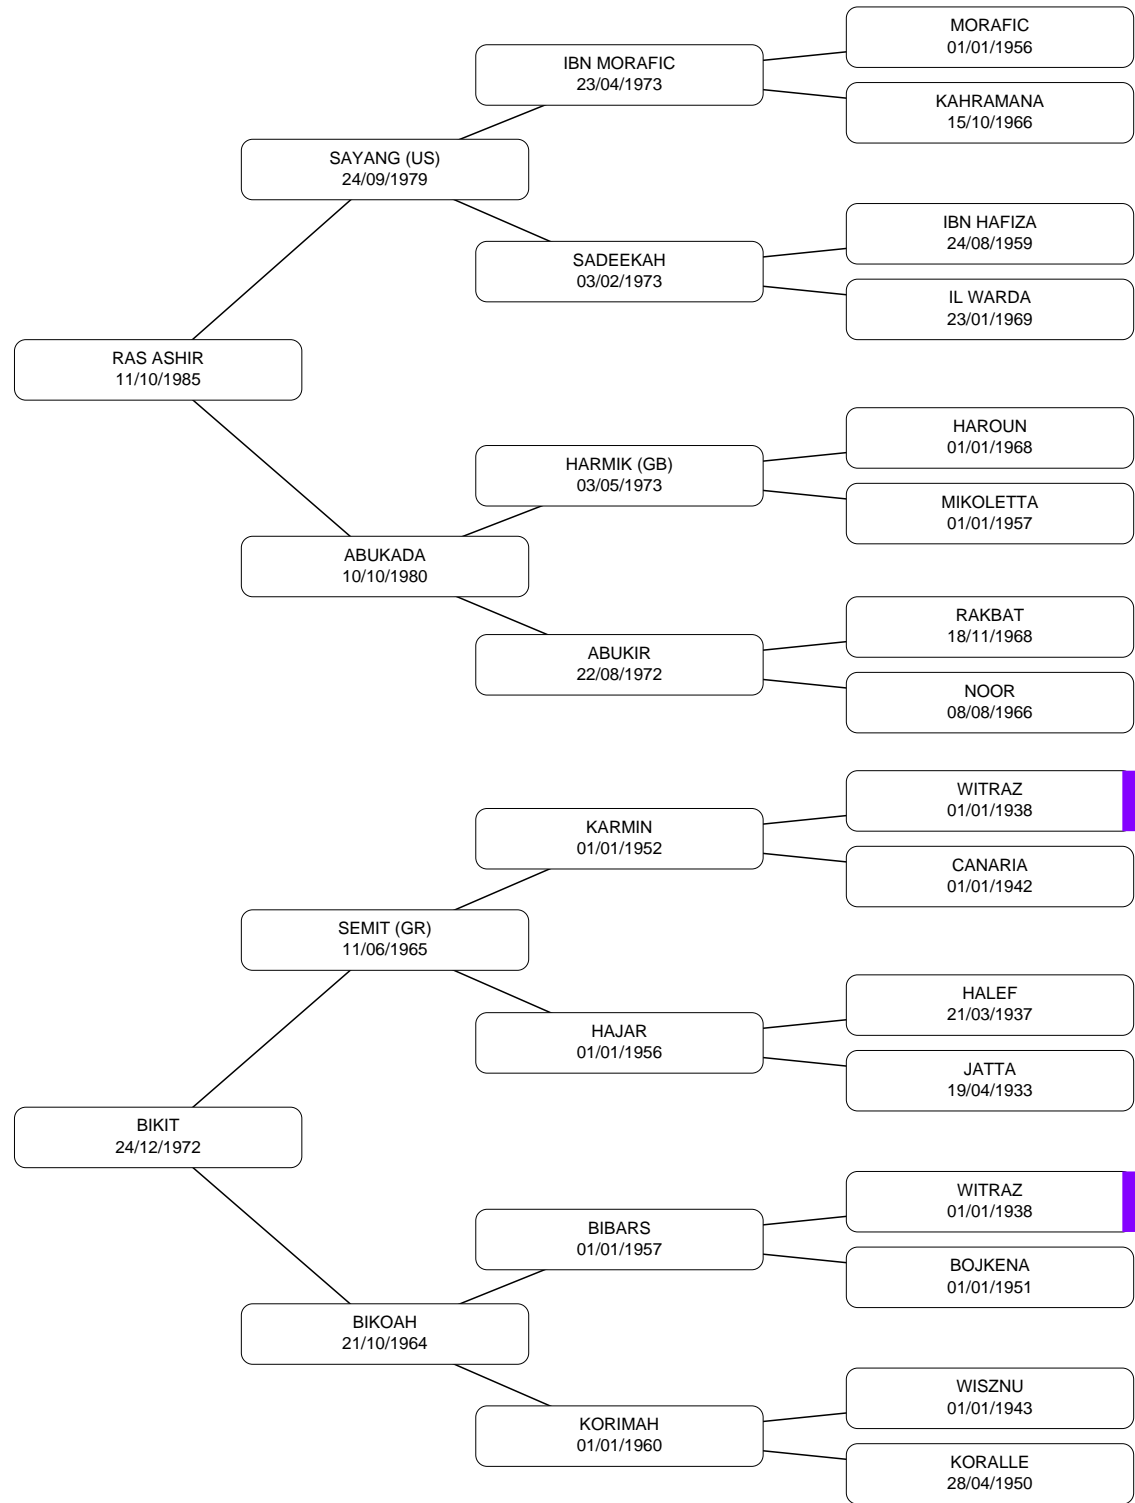 MORAFIC
01/01/1956
IBN MORAFIC
23/04/1973
KAHRAMANA
15/10/1966
SAYANG (US)
24/09/1979
IBN HAFIZA
24/08/1959
SADEEKAH
03/02/1973
IL WARDA
23/01/1969
RAS ASHIR
11/10/1985
HAROUN
01/01/1968
HARMIK (GB)
03/05/1973
MIKOLETTA
01/01/1957
ABUKADA
10/10/1980
RAKBAT
18/11/1968
ABUKIR
22/08/1972
NOOR
08/08/1966
WITRAZ
01/01/1938
KARMIN
01/01/1952
CANARIA
01/01/1942
SEMIT (GR)
11/06/1965
HALEF
21/03/1937
HAJAR
01/01/1956
JATTA
19/04/1933
BIKIT
24/12/1972
WITRAZ
01/01/1938
BIBARS
01/01/1957
BOJKENA
01/01/1951
BIKOAH
21/10/1964
WISZNU
01/01/1943
KORIMAH
01/01/1960
KORALLE
28/04/1950